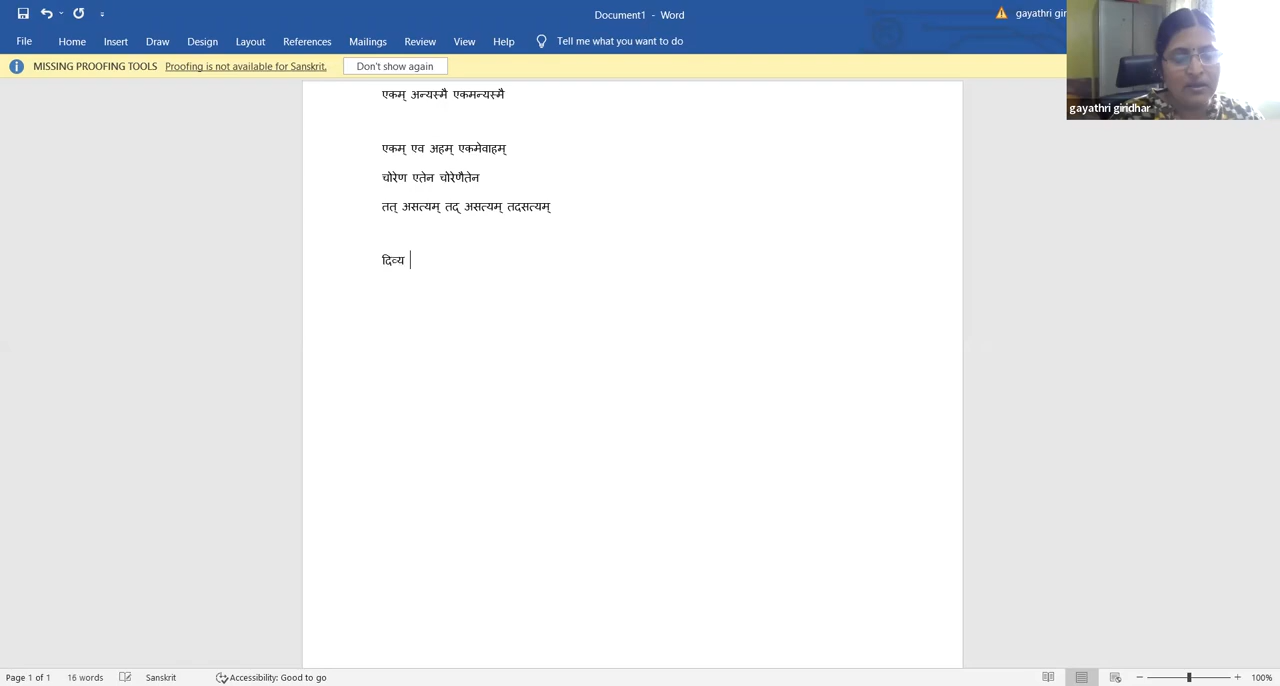 Document1 - Word
gayathri gir
File Home Insert Draw Design Layout References Mailings Review View Help Tell me what you want to do
MISSING PROOFING TOOLS Proofing is not available for Sanskrit. Don't show again
gayathri giridhar
एकम् अन्यस्मै एकमन्यस्मै
एकम् एव अहम् एकमेवाहम्
चोरेण एतेन चोरेणैतेन
तत् असत्यम् तद् असत्यम् तदसत्यम्
दिव्य
Page 1 of 1 16 words Sanskrit Accessibility: Good to go 100%